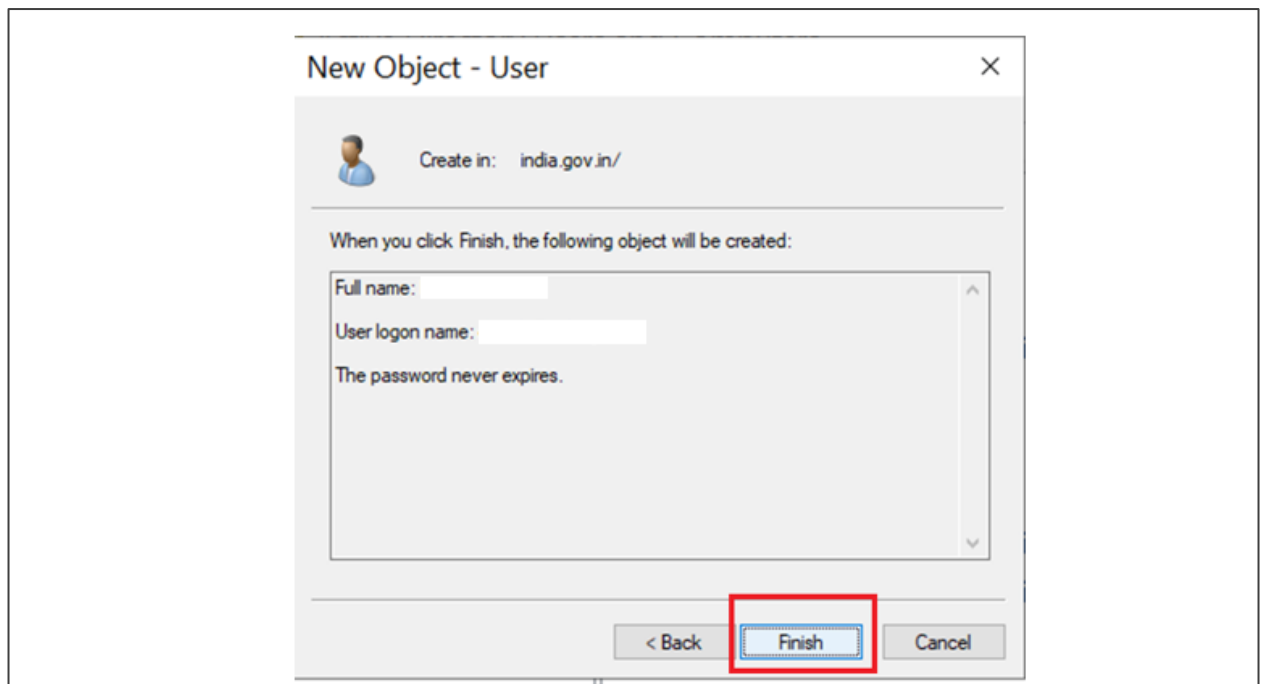 New Object - User
Create in: india.gov.in/
When you click Finish, the following object will be created:
Full name:
User logon name:
The password never expires.
< Back Finish Cancel